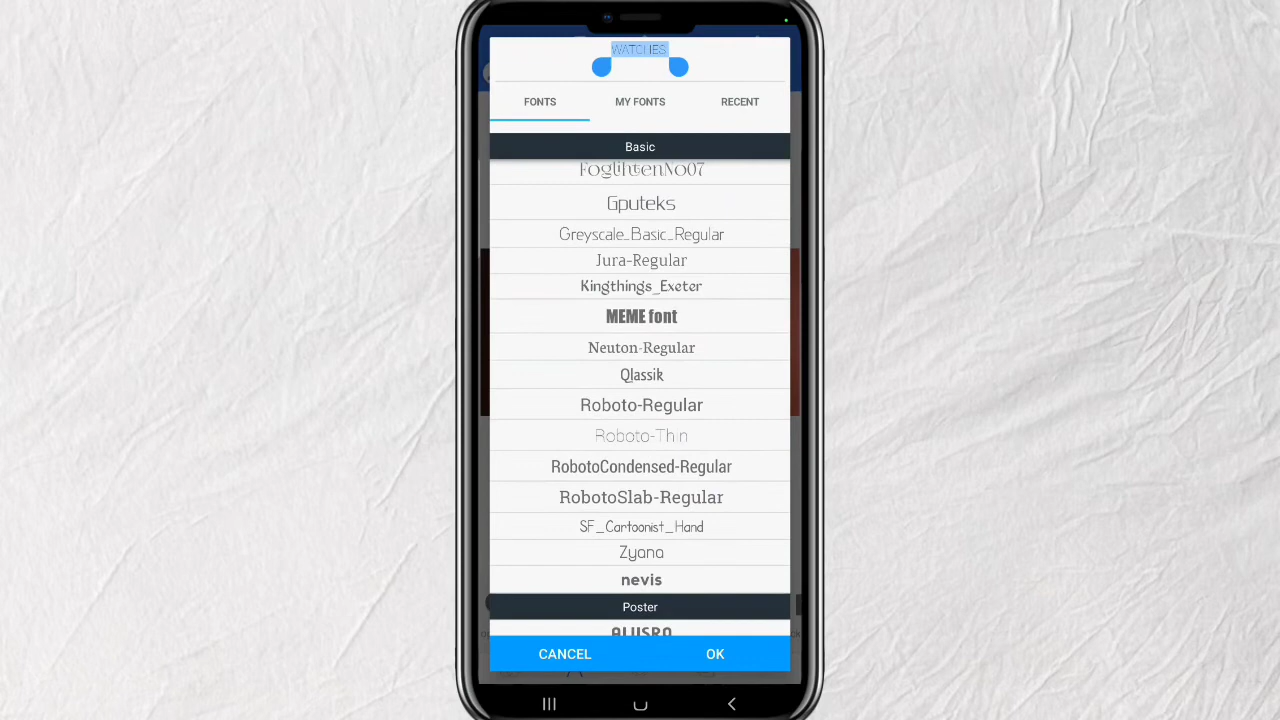 WATCHES
FONTS
MY FONTS
RECENT
Basic
FoglihtenNo07
Gputeks
Greyscale_Basic_Regular
Jura-Regular
Kingthings_Exeter
MEME font
Neuton-Regular
Qlassik
Roboto-Regular
Roboto-Thin
RobotoCondensed-Regular
RobotoSlab-Regular
SF_Cartoonist_Hand
Zyana
nevis
Poster
CANCEL
OK